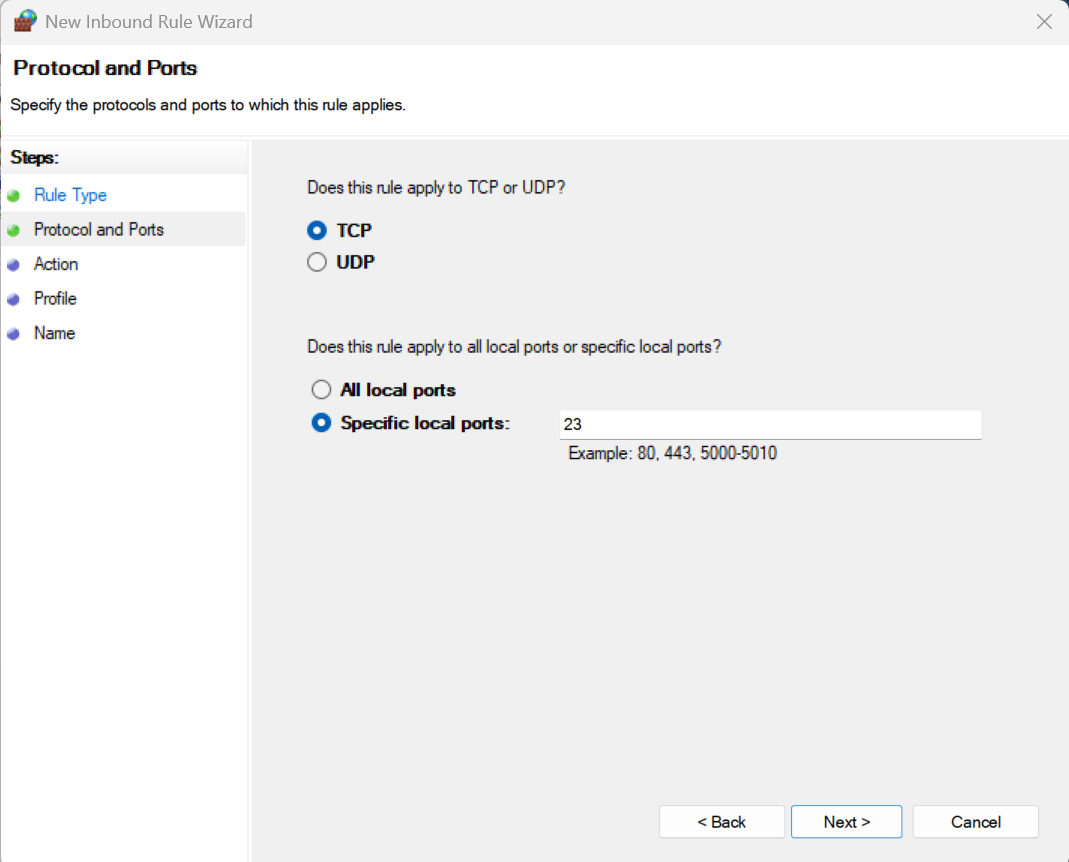 New Inbound Rule Wizard
Protocol and Ports
Specify the protocols and ports to which this rule applies.
Steps:
Rule Type
Protocol and Ports
Action
Profile
Name
Does this rule apply to TCP or UDP?
TCP
UDP
Does this rule apply to all local ports or specific local ports?
All local ports
Specific local ports: 23
Example: 80, 443, 5000-5010
< Back Next > Cancel